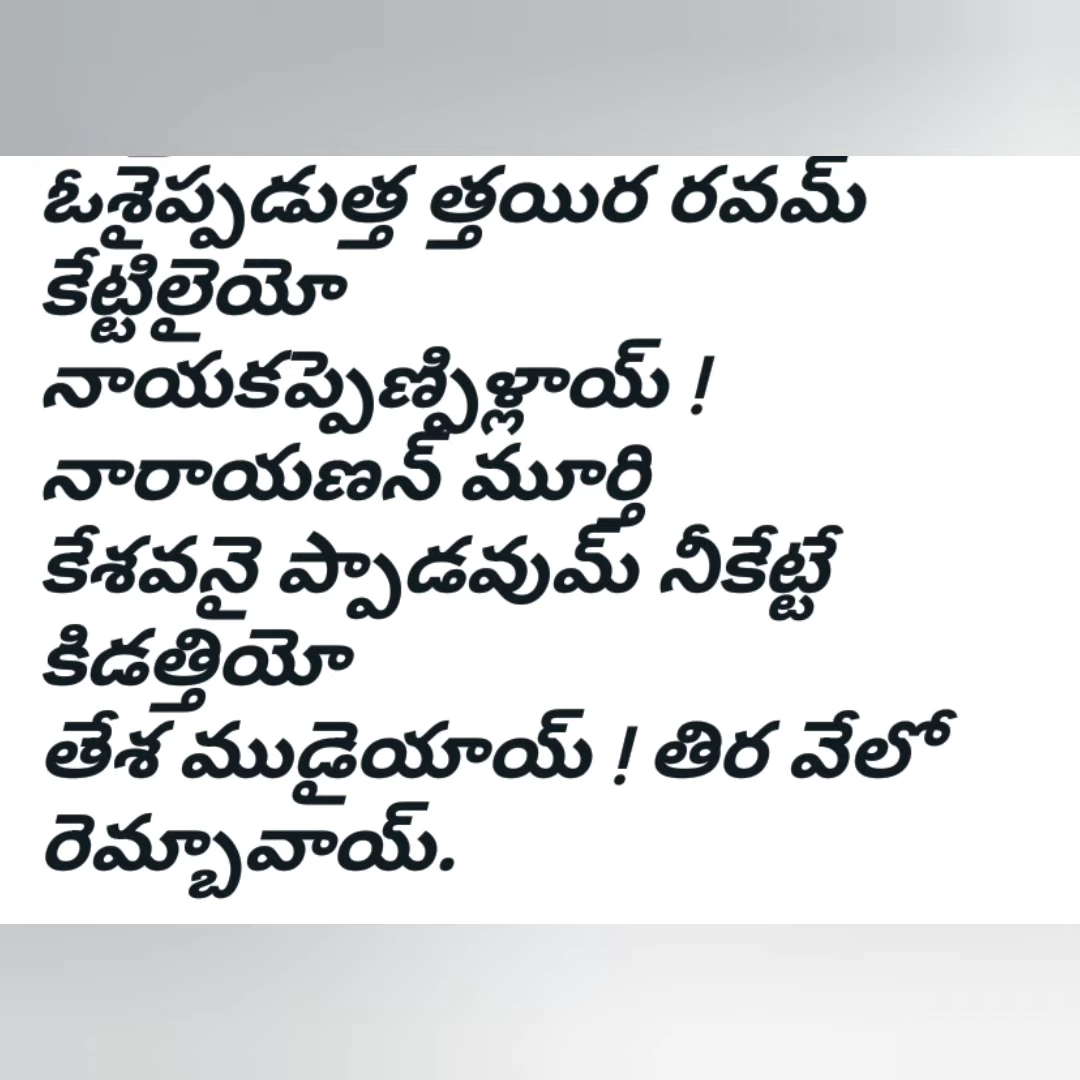 ఓశైప్పడుత్త త్తయిర రవమ్
కేట్టిలైయో
నాయకప్పెణ్పిళ్లాయ్ !
నారాయణన్ మూర్తి
కేశవనై ప్పాడవుమ్ నీకేట్టే
కిడత్తియో
తేశ ముడైయాయ్ ! తిర వేలో
రెమ్బావాయ్.